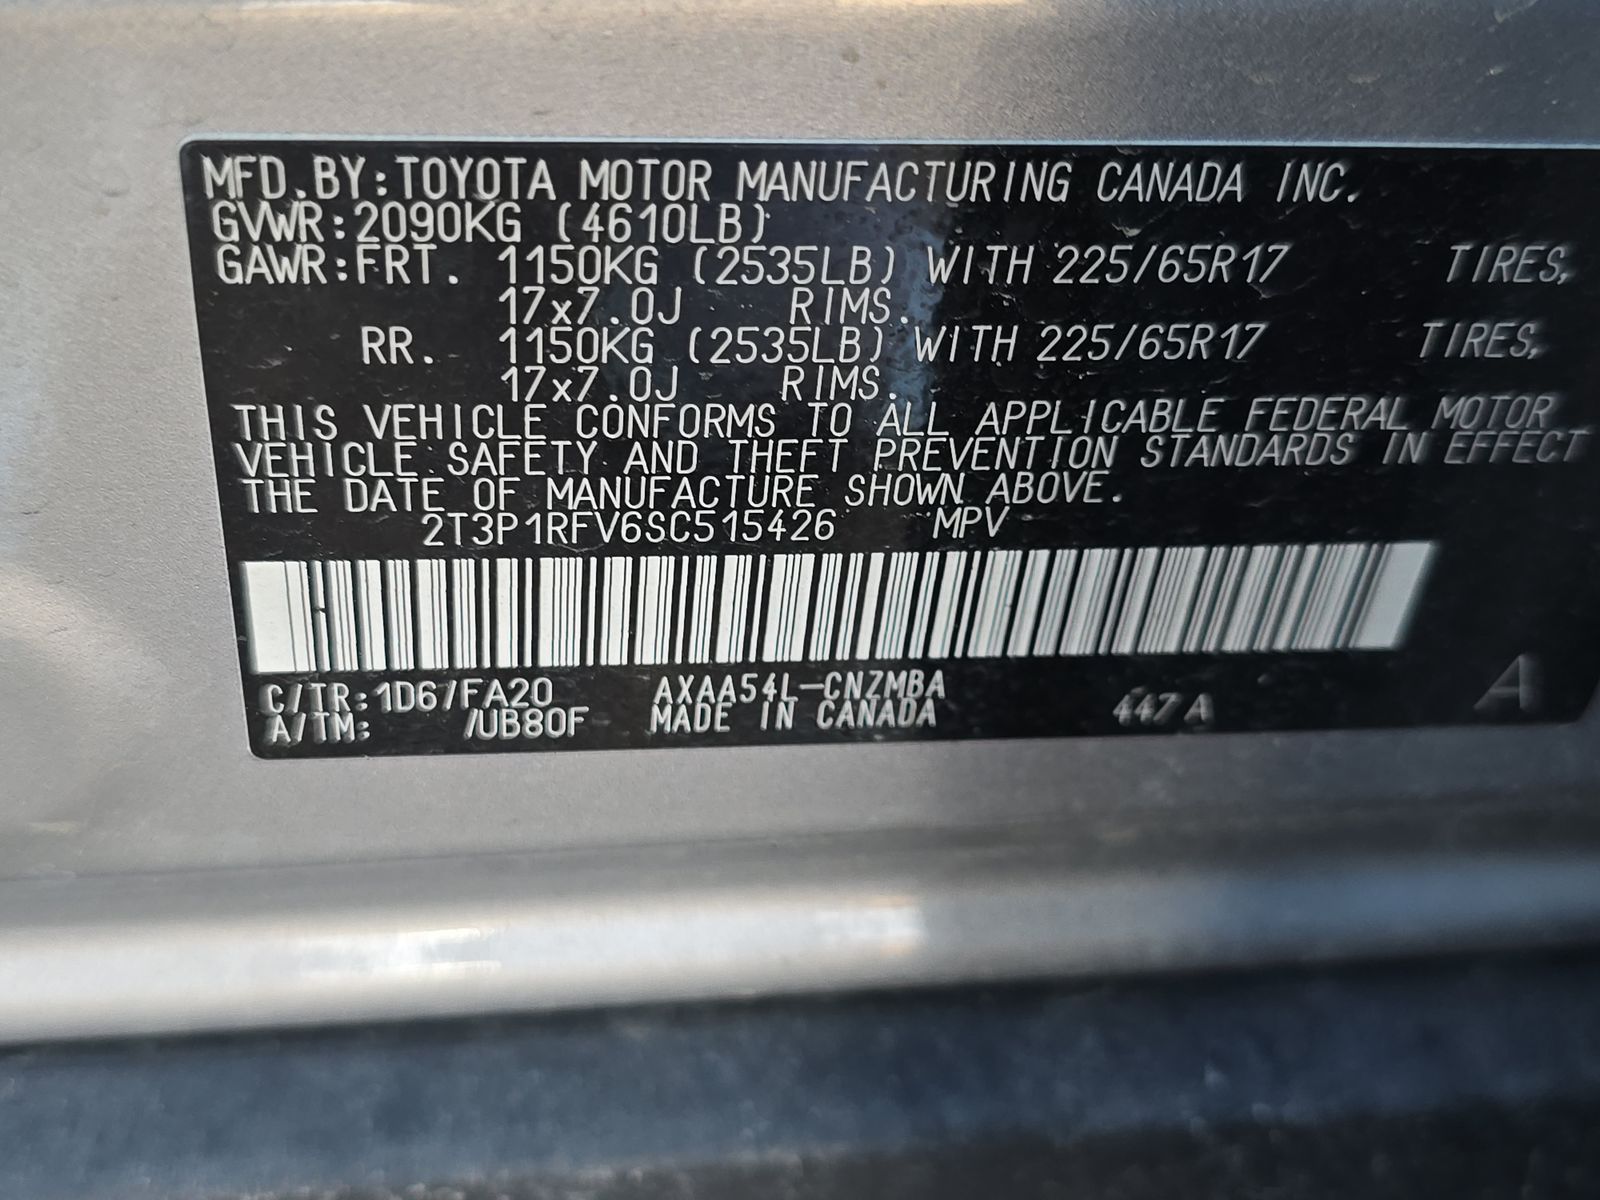 MFD.BY:TOYOTA MOTOR MANUFACTURING CANADA INC.
GVWR:2090KG (4610LB)
GAWR:FRT. 1150KG (2535LB) WITH 225/65R17 TIRES,
17x7.0J RIMS.
RR. 1150KG (2535LB) WITH 225/65R17 TIRES,
17x7.0J RIMS.
THIS VEHICLE CONFORMS TO ALL APPLICABLE FEDERAL MOTOR
VEHICLE SAFETY AND THEFT PREVENTION STANDARDS IN EFFECT
THE DATE OF MANUFACTURE SHOWN ABOVE.
2T3P1RFV6SC515426 MPV
C/TR:1D6/FA20 AXAA54L-CNZMBA
A/TM: /UB80F MADE IN CANADA 447A A